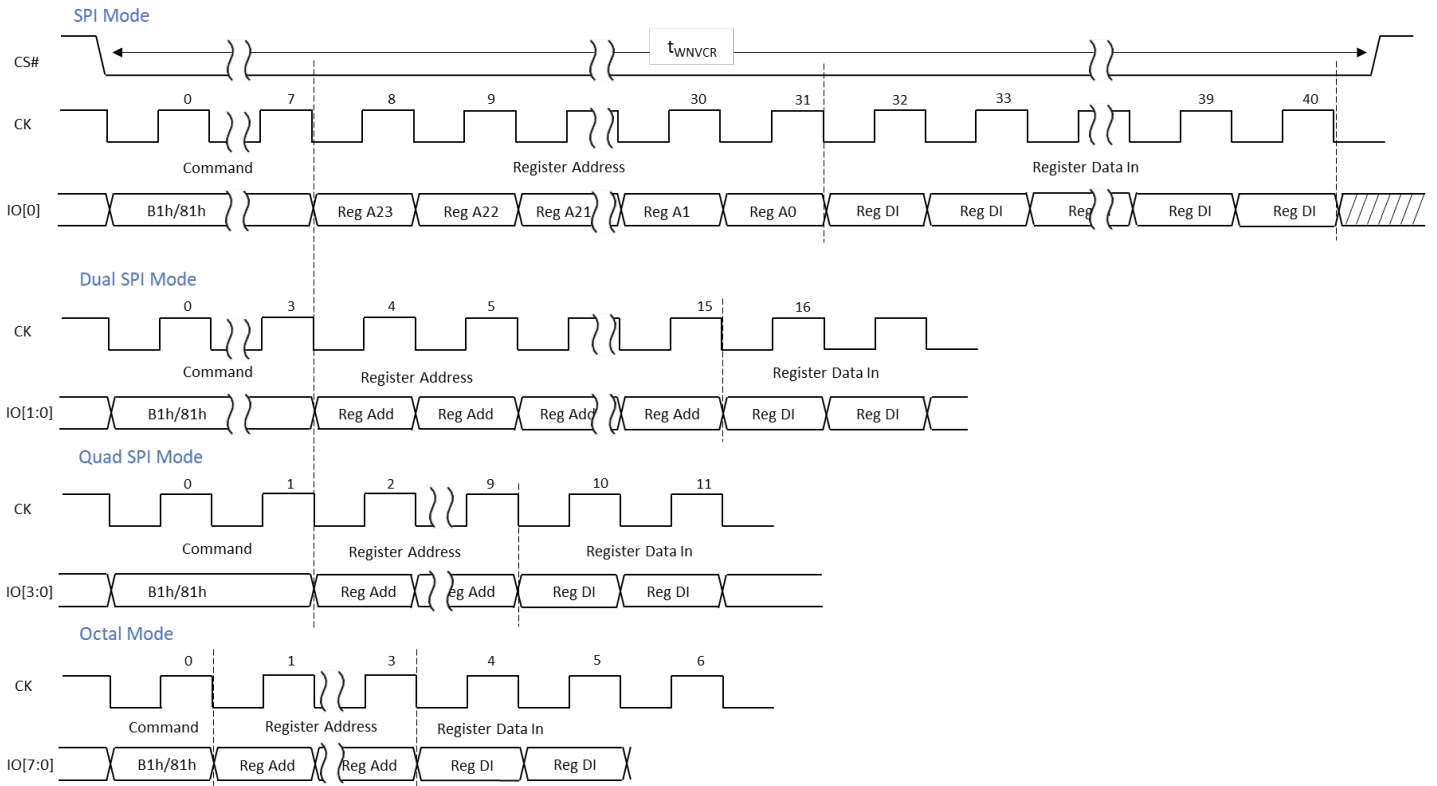 SPI Mode
CS#
tWNVCR
0 7 8 9 30 31 32 33 39 40
CK
Command Register Address Register Data In
IO[0] B1h/81h Reg A23 Reg A22 Reg A21 Reg A1 Reg A0 Reg DI Reg DI Reg Reg DI Reg DI
Dual SPI Mode
0 3 4 5 15 16
CK
Command Register Address Register Data In
IO[1:0] B1h/81h Reg Add Reg Add Reg Add Reg Add Reg DI Reg DI
Quad SPI Mode
0 1 2 9 10 11
CK
Command Register Address Register Data In
IO[3:0] B1h/81h Reg Add eg Add Reg DI Reg DI
Octal Mode
0 1 3 4 5 6
CK
Command Register Address Register Data In
IO[7:0] B1h/81h Reg Add Reg Add Reg DI Reg DI